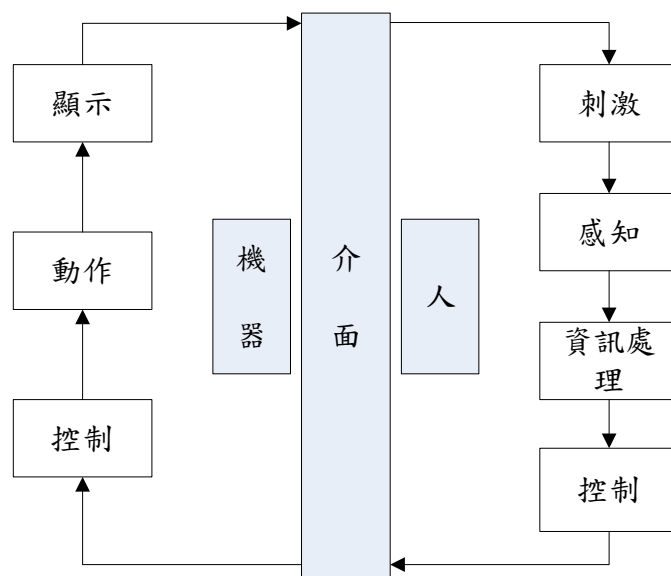 顯示
動作
控制
機
器
介
面
人
刺激
感知
資訊處
理
控制